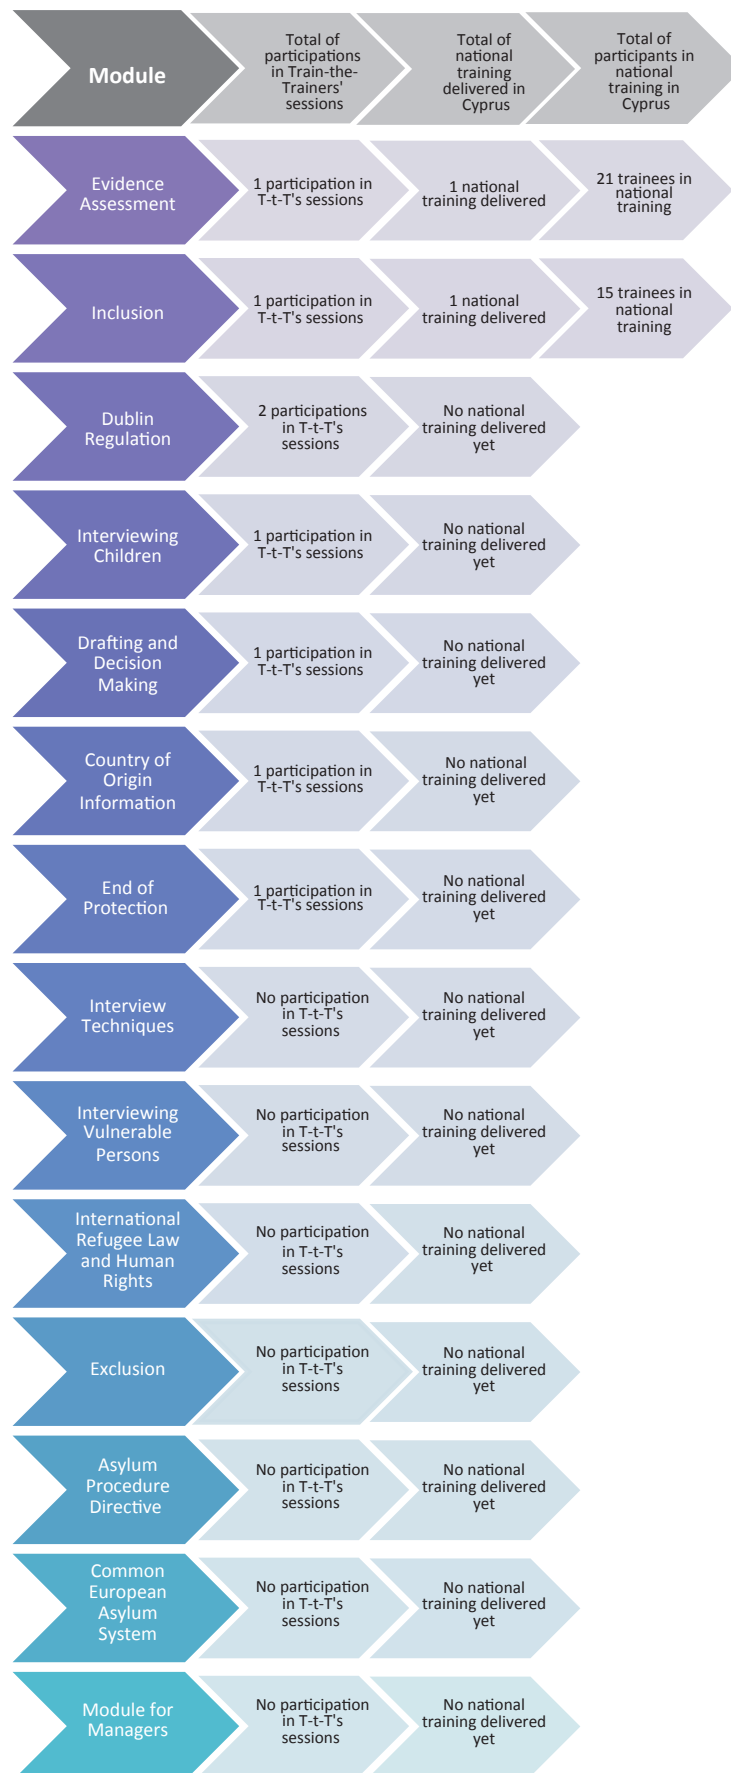 Module
Total of
participations
in Train-the-
Trainers'
sessions
Total of
national
training
delivered in
Cyprus
Total of
participants in
national
training in
Cyprus
Evidence
Assessment
1 participation in
T-t-T's sessions
1 national
training delivered
21 trainees in
national
training
Inclusion
1 participation in
T-t-T's sessions
1 national
training delivered
15 trainees in
national
training
Dublin
Regulation
2 participations
in T-t-T's
sessions
No national
training delivered
yet
Interviewing
Children
1 participation in
T-t-T's sessions
No national
training delivered
yet
Drafting and
Decision
Making
1 participation in
T-t-T's sessions
No national
training delivered
yet
Country of
Origin
Information
1 participation in
T-t-T's sessions
No national
training delivered
yet
End of
Protection
1 participation in
T-t-T's sessions
No national
training delivered
yet
Interview
Techniques
No participation
in T-t-T's
sessions
No national
training delivered
yet
Interviewing
Vulnerable
Persons
No participation
in T-t-T's
sessions
No national
training delivered
yet
International
Refugee Law
and Human
Rights
No participation
in T-t-T's
sessions
No national
training delivered
yet
Exclusion
No participation
in T-t-T's
sessions
No national
training delivered
yet
Asylum
Procedure
Directive
No participation
in T-t-T's
sessions
No national
training delivered
yet
Common
European
Asylum
System
No participation
in T-t-T's
sessions
No national
training delivered
yet
Module for
Managers
No participation
in T-t-T's
sessions
No national
training delivered
yet